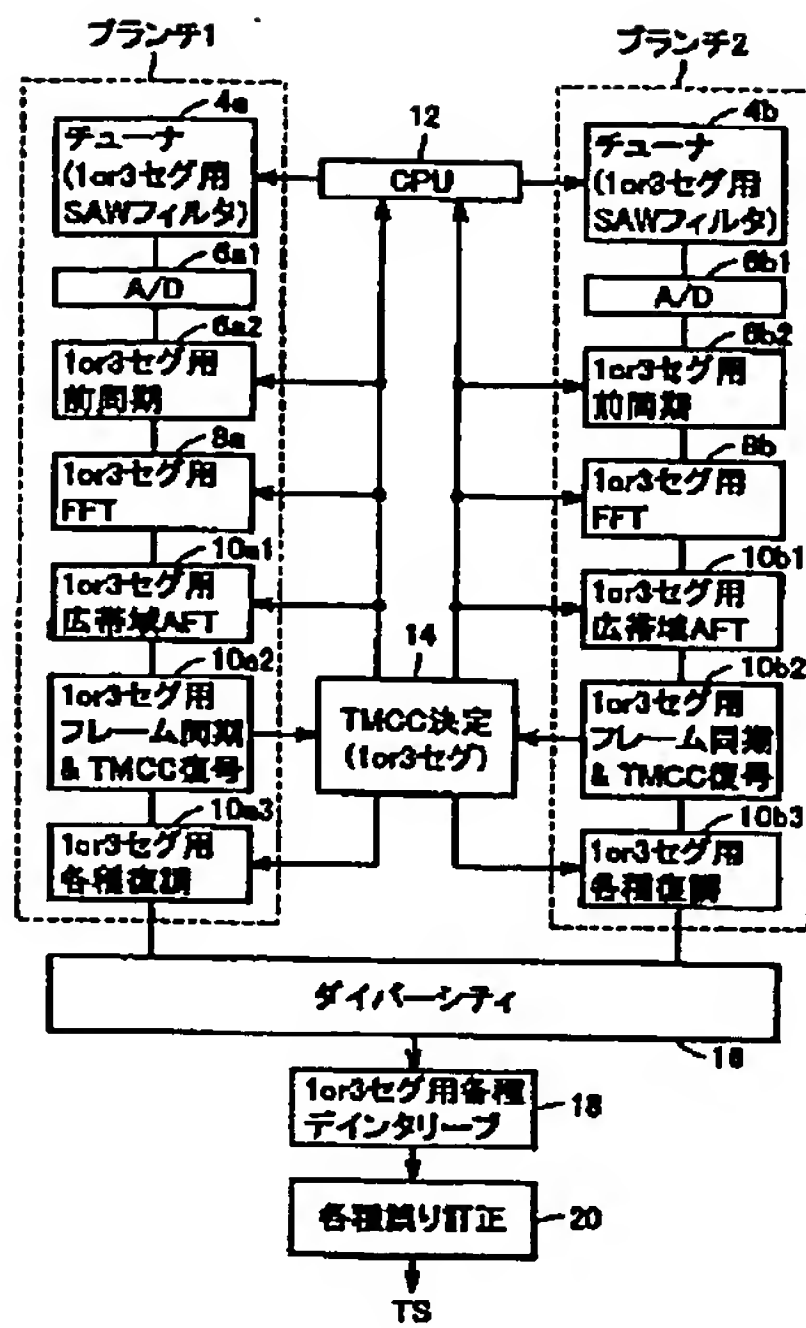 ブランチ1
ブランチ2
4a
チューナ
(1or3セグ用
SAWフィルタ)
12
CPU
4b
チューナ
(1or3セグ用
SAWフィルタ)
6a1
A/D
6b1
A/D
6a2
1or3セグ用
前同期
6b2
1or3セグ用
前同期
8a
1or3セグ用
FFT
8b
1or3セグ用
FFT
10a1
1or3セグ用
広帯域AFT
10b1
1or3セグ用
広帯域AFT
10a2
1or3セグ用
フレーム同期
& TMCC復号
14
TMCC決定
(1or3セグ)
10b2
1or3セグ用
フレーム同期
& TMCC復号
10a3
1or3セグ用
各種復調
10b3
1or3セグ用
各種復調
ダイバーシティ
16
1or3セグ用各種
デインタリーブ
18
各種誤り訂正
20
TS